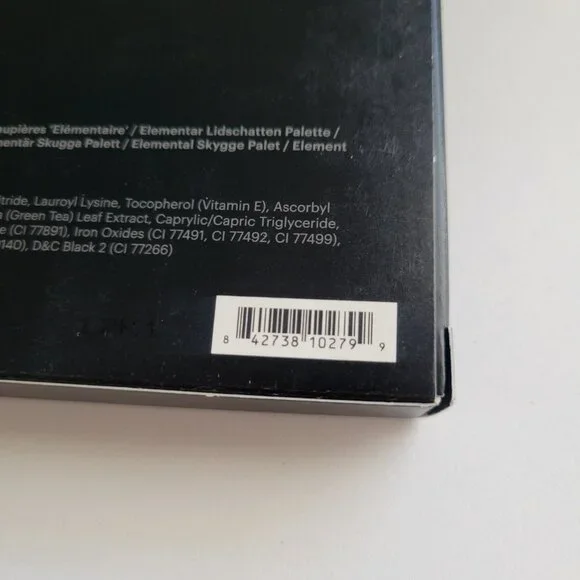 aupières 'Elémentaire' / Elementar Lidschatten Palette /
mentär Skugga Palett / Elemental Skygge Palet / Element
itride, Lauroyl Lysine, Tocopherol (Vitamin E), Ascorbyl
(Green Tea) Leaf Extract, Caprylic/Capric Triglyceride,
(CI 77891), Iron Oxides (CI 77491, CI 77492, CI 77499),
140), D&C Black 2 (CI 77266)
8 42738 10279 9